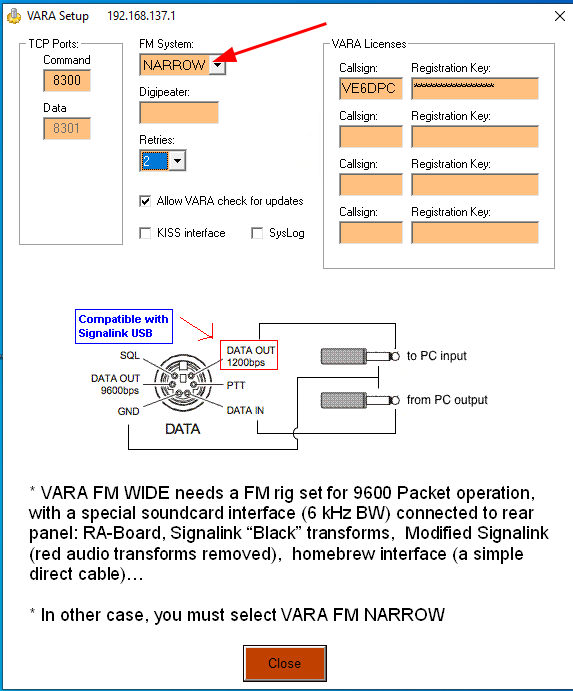 VARA Setup 192.168.137.1
TCP Ports:
Command
8300
Data
8301
FM System:
NARROW
Digipeater:
Retries:
2
Allow VARA check for updates
KISS interface
SysLog
VARA Licenses
Callsign: Registration Key:
VE6DPC ******************
Callsign: Registration Key:
Callsign: Registration Key:
Callsign: Registration Key:
Compatible with
Signalink USB
SQL
DATA OUT
9600bps
GND
DATA OUT
1200bps
PTT
DATA IN
DATA
to PC input
from PC output
* VARA FM WIDE needs a FM rig set for 9600 Packet operation,
with a special soundcard interface (6 kHz BW) connected to rear
panel: RA-Board, Signalink “Black” transforms, Modified Signalink
(red audio transforms removed), homebrew interface (a simple
direct cable)…
* In other case, you must select VARA FM NARROW
Close